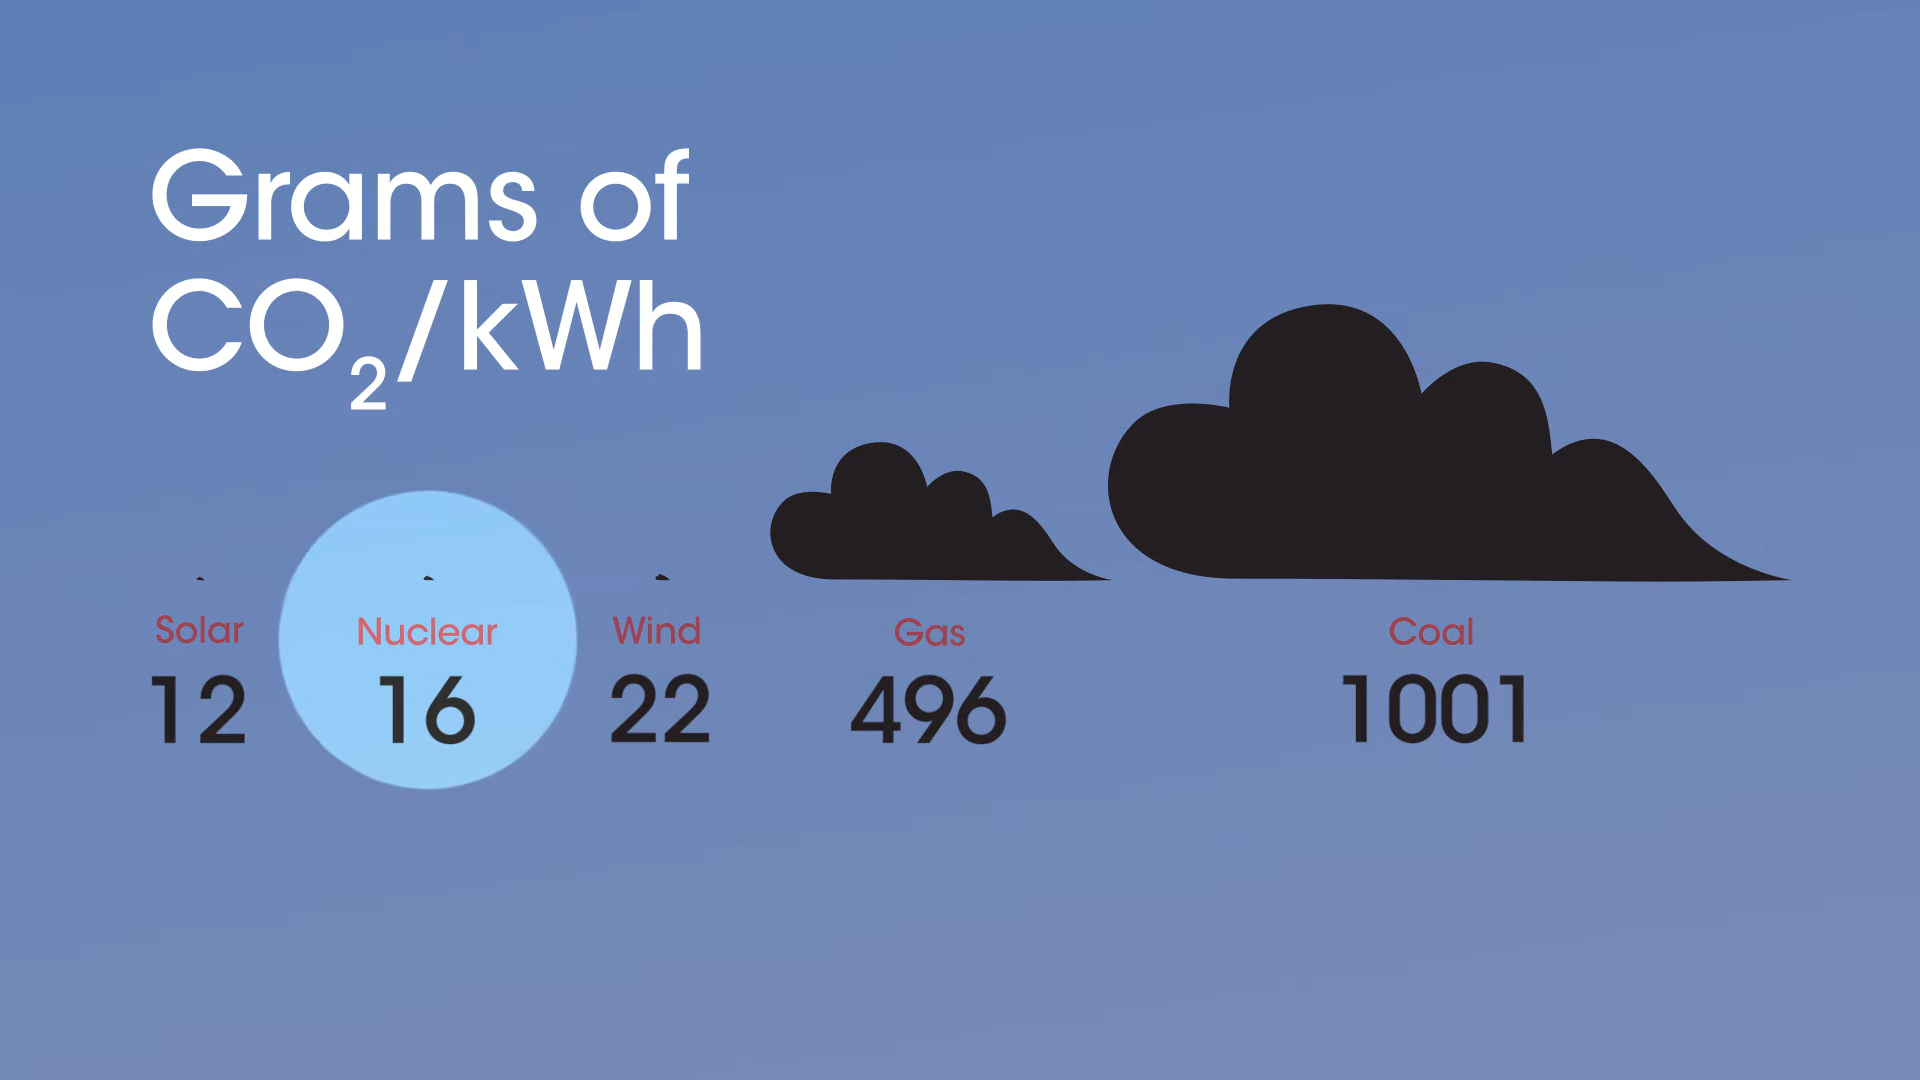 Grams of
CO₂/kWh
Solar Nuclear Wind Gas Coal
12 16 22 496 1001